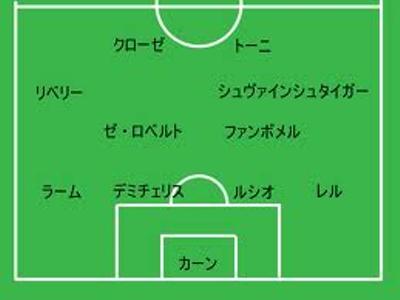 クローゼ トーニ
リベリー シュヴァインシュタイガー
ゼ・ロベルト ファンボメル
ラーム デミチェリス ルシオ レル
カーン